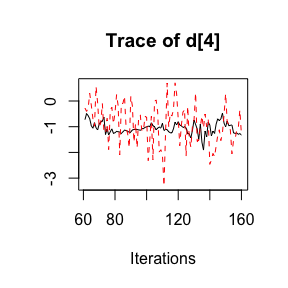 Trace of d[4]
0
-1
-3
60 80 120 160
Iterations